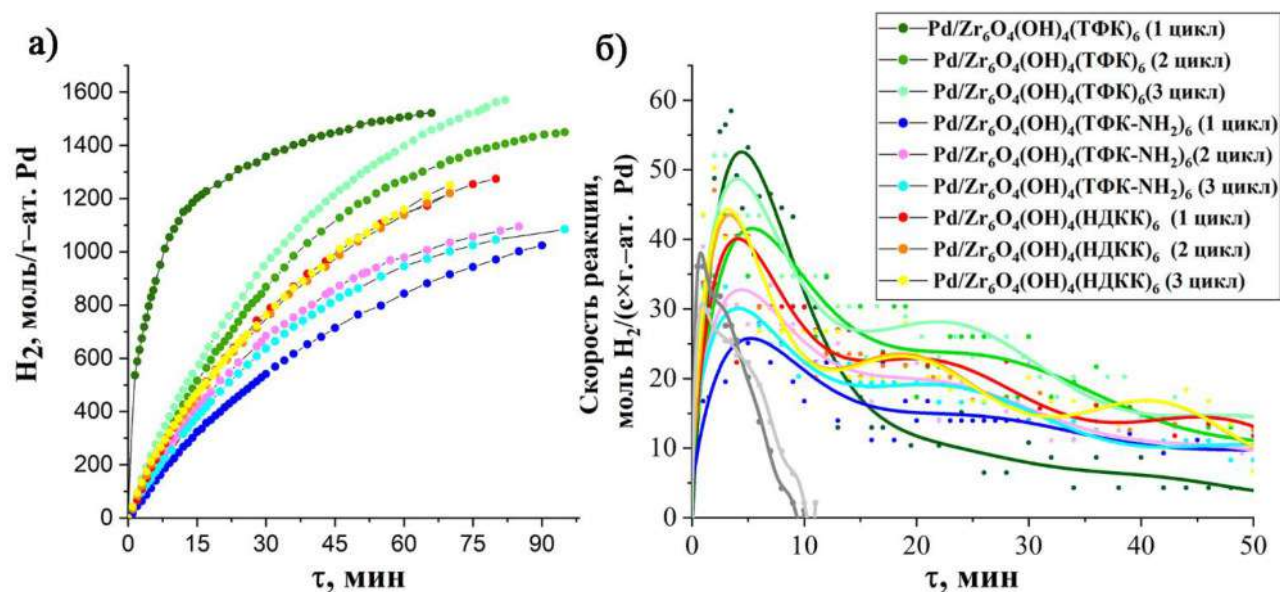 а)
H₂, моль/г–ат. Pd
1600
1400
1200
1000
800
600
400
200
0
0 15 30 45 60 75 90
τ, мин
б)
Скорость реакции,
моль H₂/(с×г.–ат. Pd)
60
50
40
30
20
10
0
0 10 20 30 40 50
τ, мин
Pd/Zr₆O₄(OH)₄(ТФК)₆ (1 цикл)
Pd/Zr₆O₄(OH)₄(ТФК)₆ (2 цикл)
Pd/Zr₆O₄(OH)₄(ТФК)₆(3 цикл)
Pd/Zr₆O₄(OH)₄(ТФК-NH₂)₆ (1 цикл)
Pd/Zr₆O₄(OH)₄(ТФК-NH₂)₆(2 цикл)
Pd/Zr₆O₄(OH)₄(ТФК-NH₂)₆ (3 цикл)
Pd/Zr₆O₄(OH)₄(НДКК)₆ (1 цикл)
Pd/Zr₆O₄(OH)₄(НДКК)₆ (2 цикл)
Pd/Zr₆O₄(OH)₄(НДКК)₆ (3 цикл)